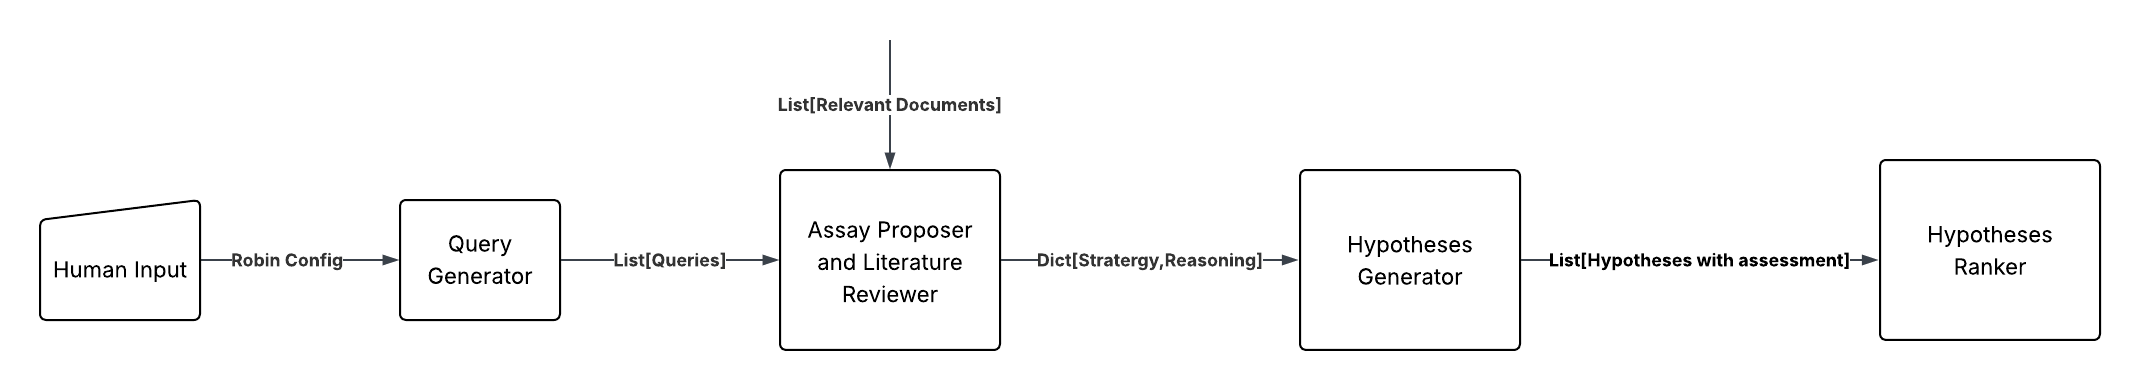 List[Relevant Documents]
Human Input
Robin Config
Query
Generator
List[Queries]
Assay Proposer
and Literature
Reviewer
Dict[Stratergy,Reasoning]
Hypotheses
Generator
List[Hypotheses with assessment]
Hypotheses
Ranker